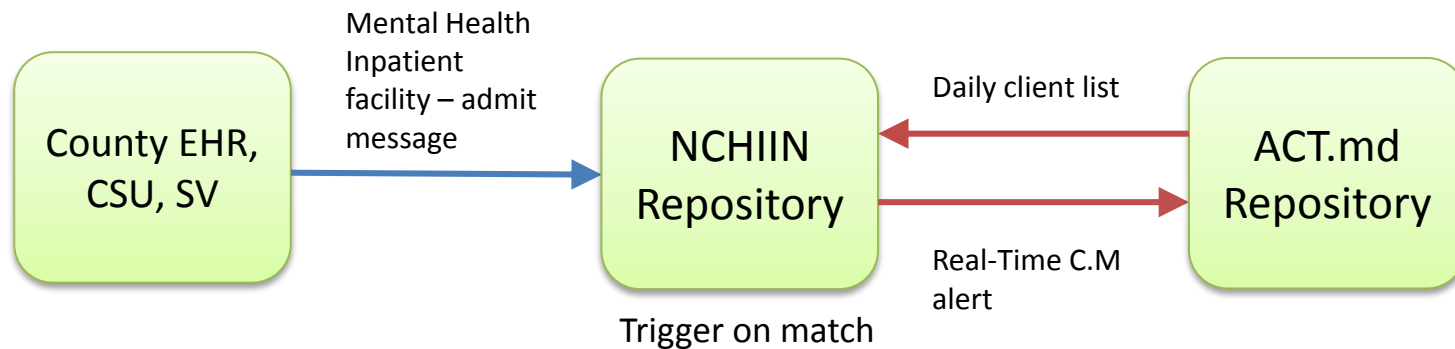 Mental Health
Inpatient
facility – admit
message
County EHR,
CSU, SV
NCHIIN
Repository
Trigger on match
Daily client list
Real-Time C.M
alert
ACT.md
Repository